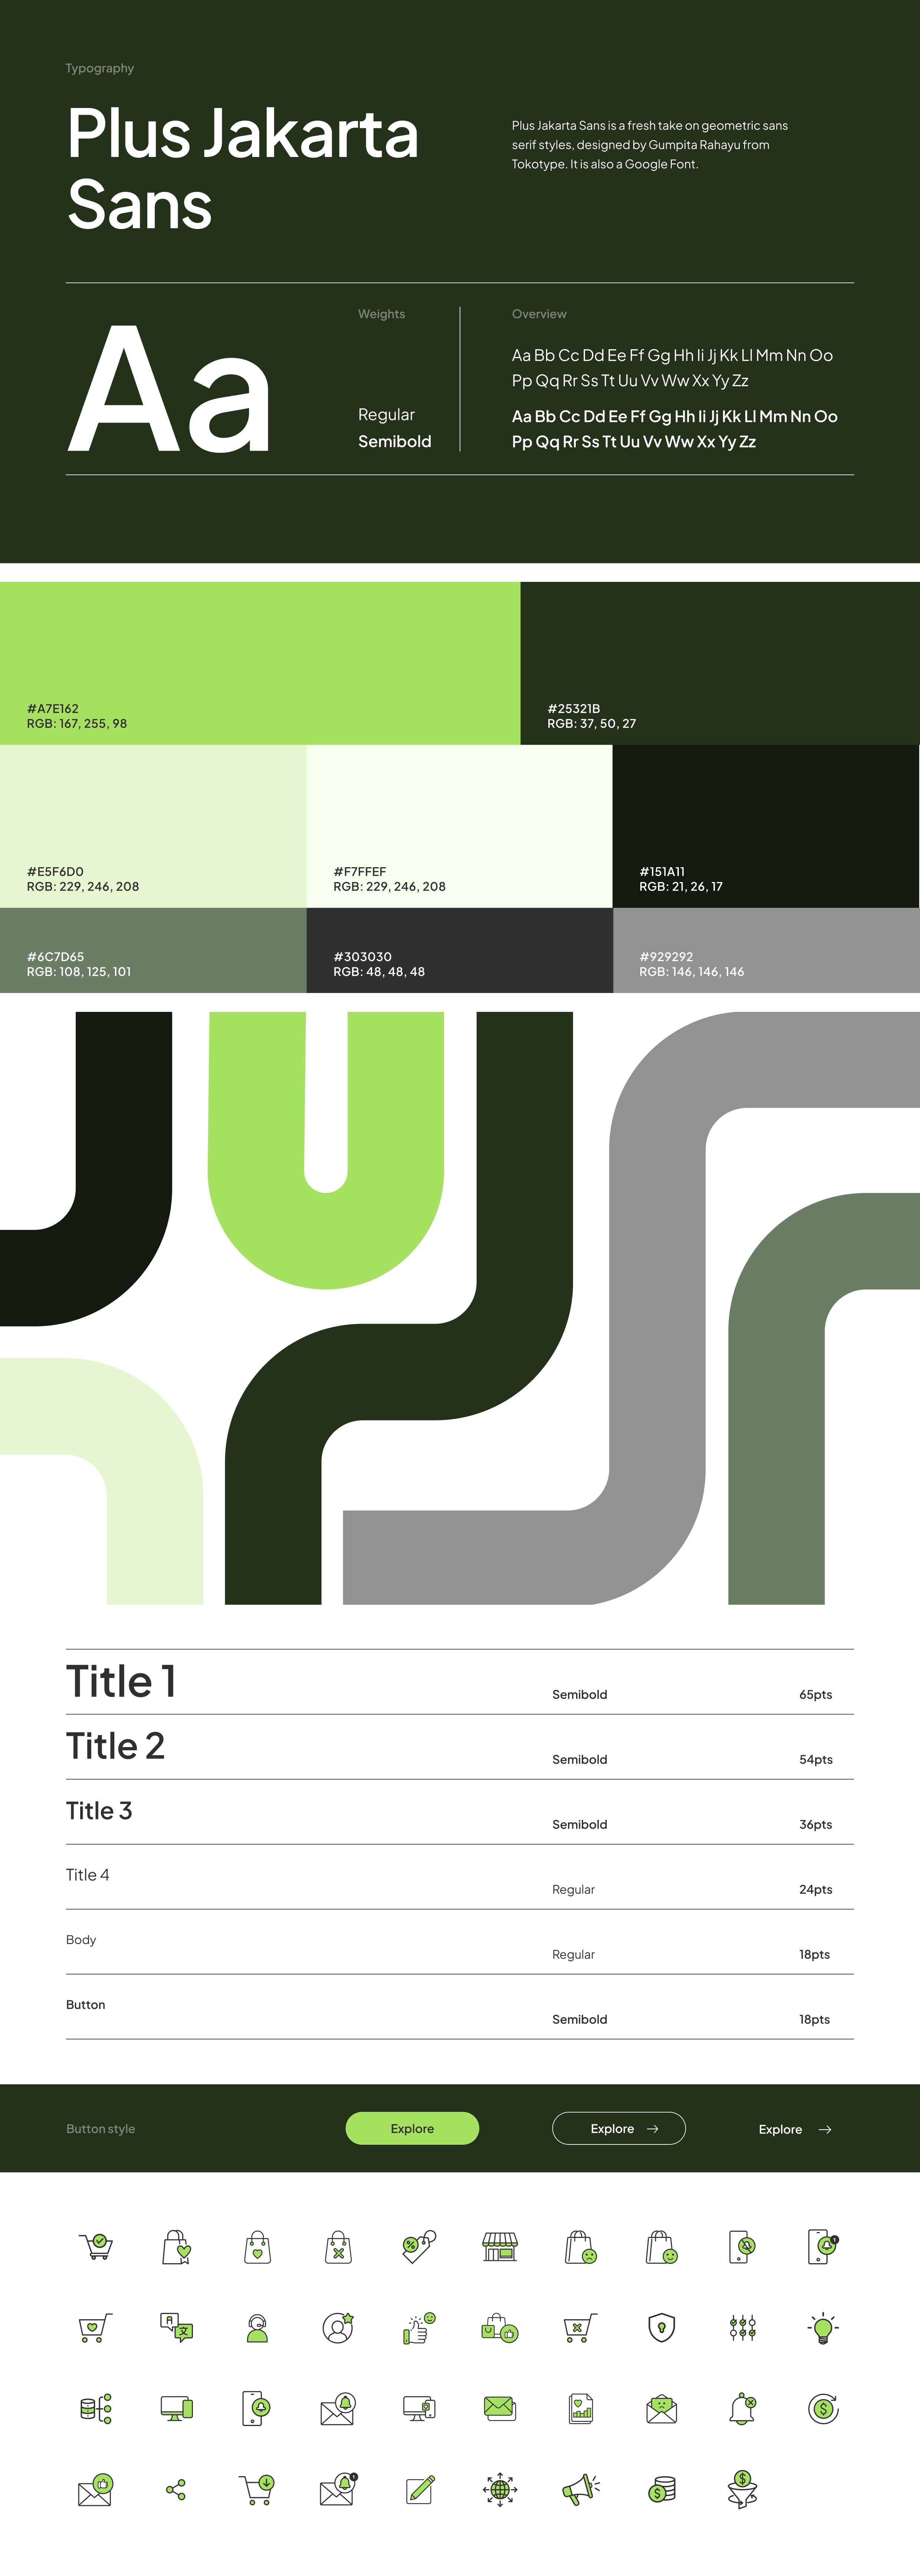 Typography
Plus Jakarta
Sans
Plus Jakarta Sans is a fresh take on geometric sans
serif styles, designed by Gumpita Rahayu from
Tokotype. It is also a Google Font.
Aa
Weights
Regular
Semibold
Overview
Aa Bb Cc Dd Ee Ff Gg Hh Ii Jj Kk Ll Mm Nn Oo
Pp Qq Rr Ss Tt Uu Vv Ww Xx Yy Zz
Aa Bb Cc Dd Ee Ff Gg Hh Ii Jj Kk Ll Mm Nn Oo
Pp Qq Rr Ss Tt Uu Vv Ww Xx Yy Zz
#A7E162
RGB: 167, 255, 98
#25321B
RGB: 37, 50, 27
#E5F6D0
RGB: 229, 246, 208
#F7FFEF
RGB: 229, 246, 208
#151A11
RGB: 21, 26, 17
#6C7D65
RGB: 108, 125, 101
#303030
RGB: 48, 48, 48
#929292
RGB: 146, 146, 146
Title 1 Semibold 65pts
Title 2 Semibold 54pts
Title 3 Semibold 36pts
Title 4 Regular 24pts
Body Regular 18pts
Button Semibold 18pts
Button style Explore Explore → Explore →